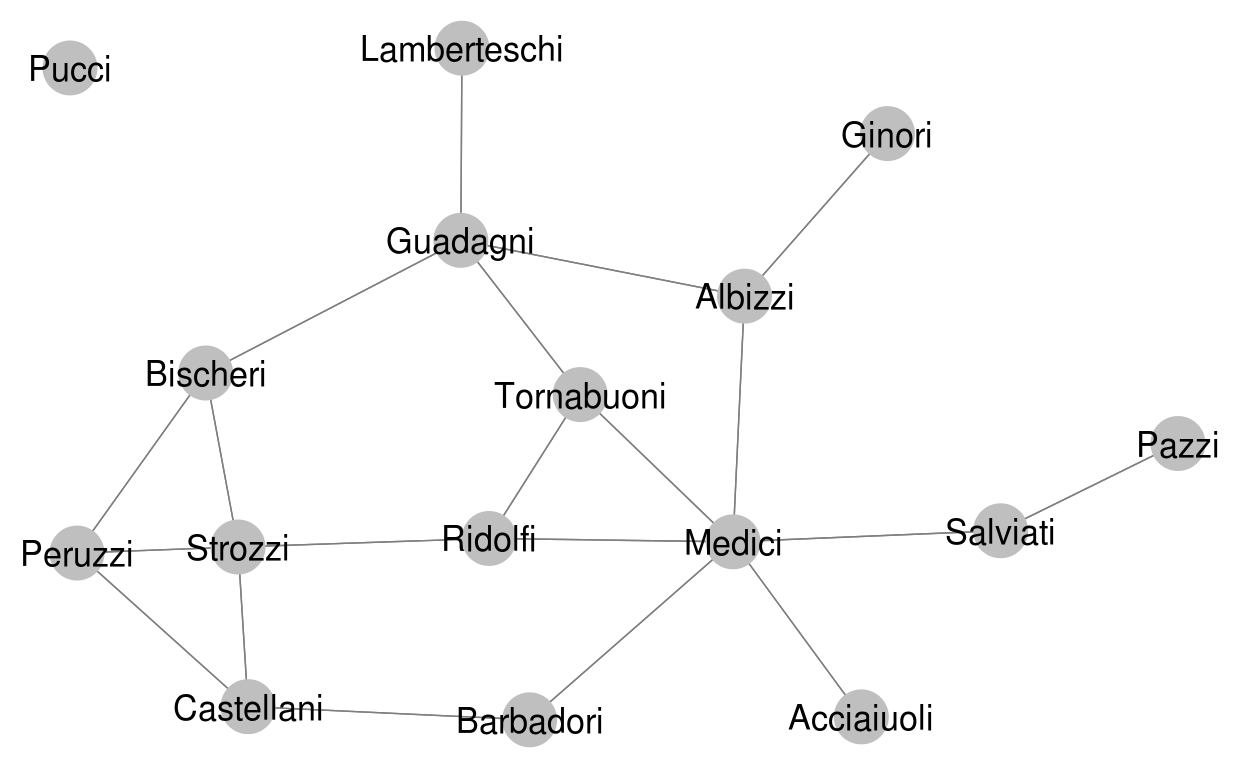 Lamberteschi
Pucci
Ginori
Guadagni
Albizzi
Bischeri
Tornabuoni
Pazzi
Salviati
Ridolfi
Medici
Strozzi
Peruzzi
Castellani
Barbadori
Acciaiuoli